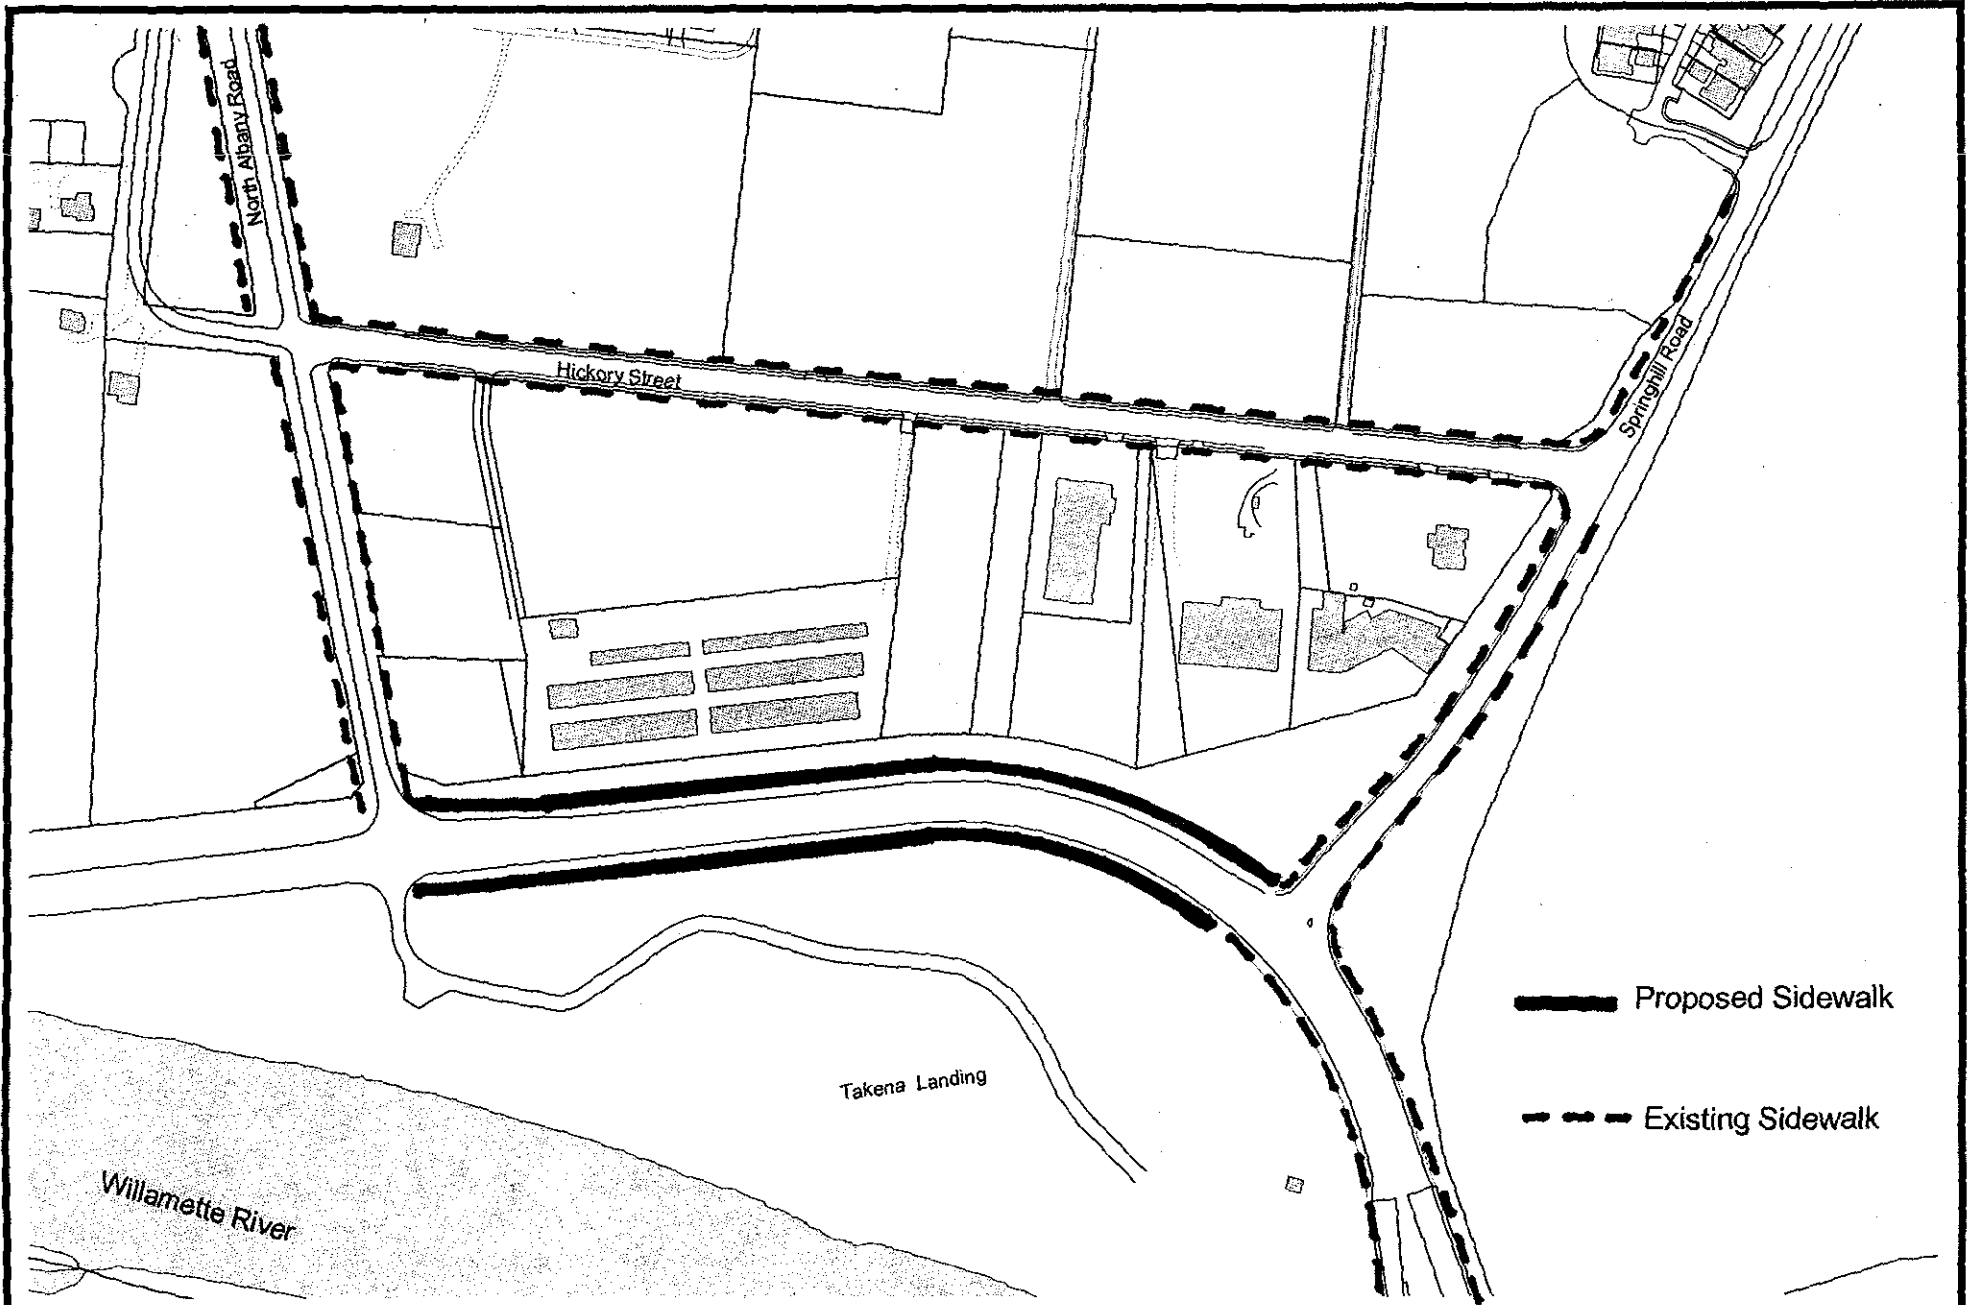 North Albany Road
Hickory Street
Springhill Road
Proposed Sidewalk
Takena Landing
Existing Sidewalk
Willamette River